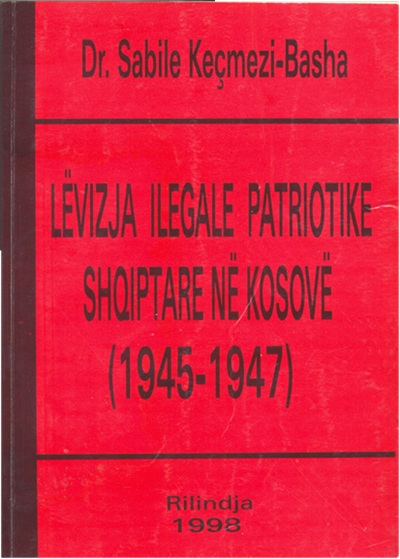 Dr. Sabile Keçmezi-Basha
LËVIZJA ILEGALE PATRIOTIKE
SHQIPTARE NË KOSOVË
(1945-1947)
Rilindja
1998